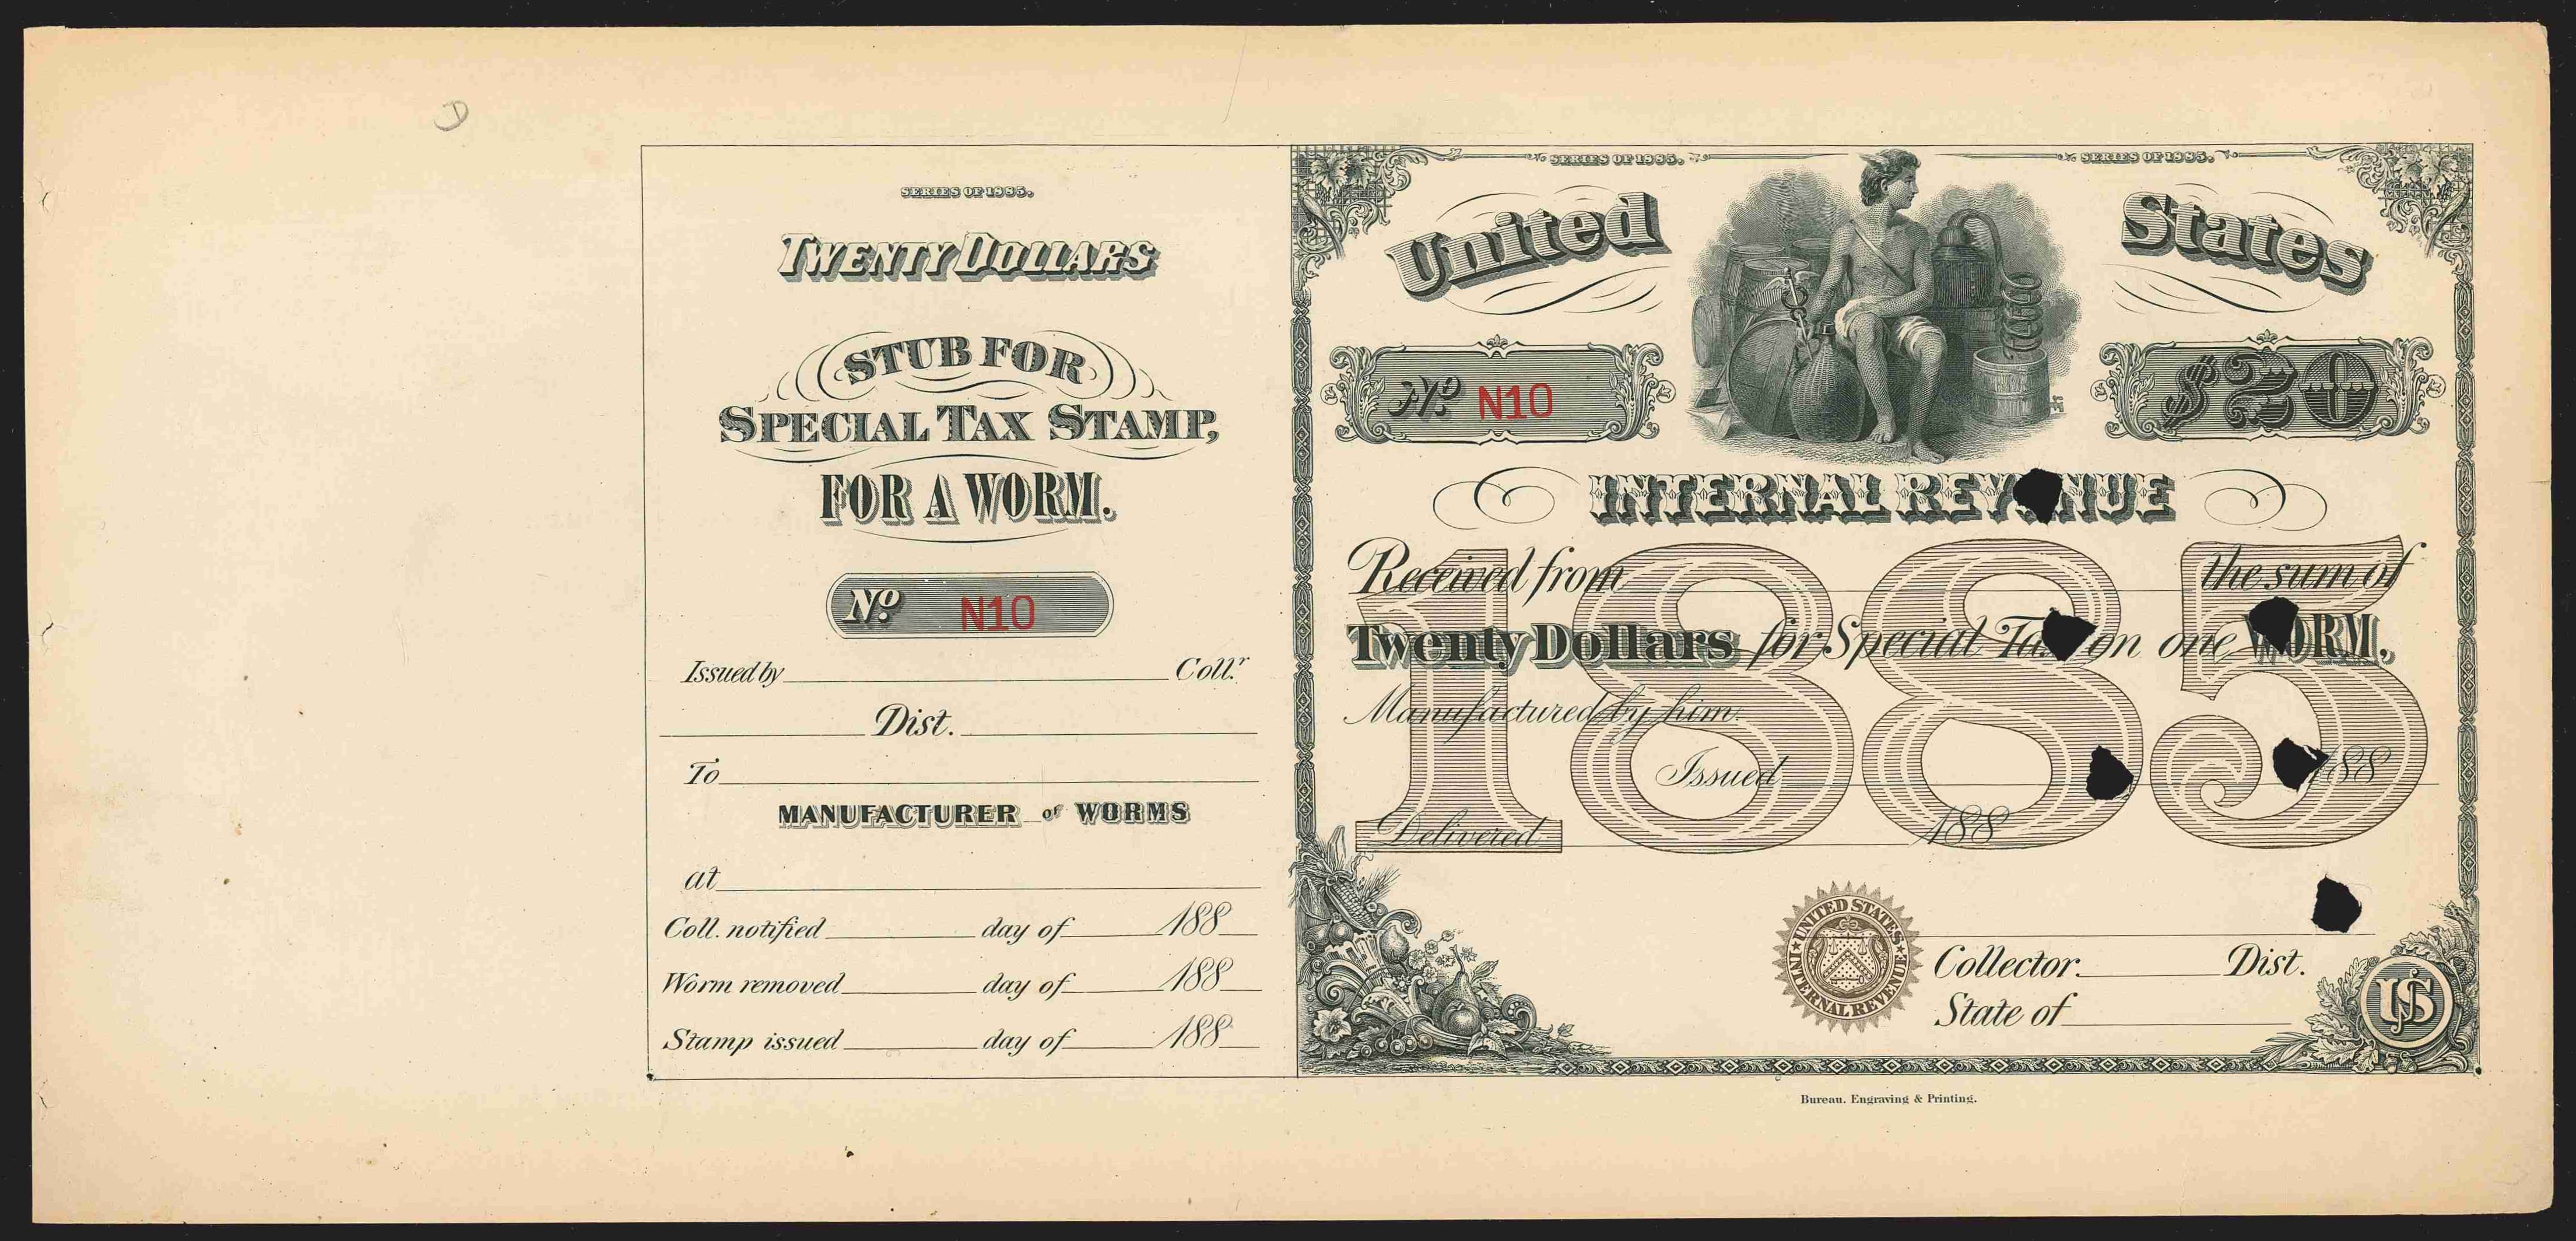 SERIES OF 1885.
TWENTY DOLLARS
STUB FOR
SPECIAL TAX STAMP,
FOR A WORM.
No. N10
Issued by Collr.
Dist.
To
MANUFACTURER of WORMS
at
Coll. notified day of 188
Worm removed day of 188
Stamp issued day of 188
SERIES OF 1885. SERIES OF 1885.
United States
No. N10 $20
INTERNAL REVENUE
1885
Received from the sum of
Twenty Dollars for Special Tax on one WORM,
Manufactured by him.
Issued 188
Delivered 188
UNITED STATES INTERNAL REVENUE
Collector. Dist.
State of
US
Bureau. Engraving & Printing.